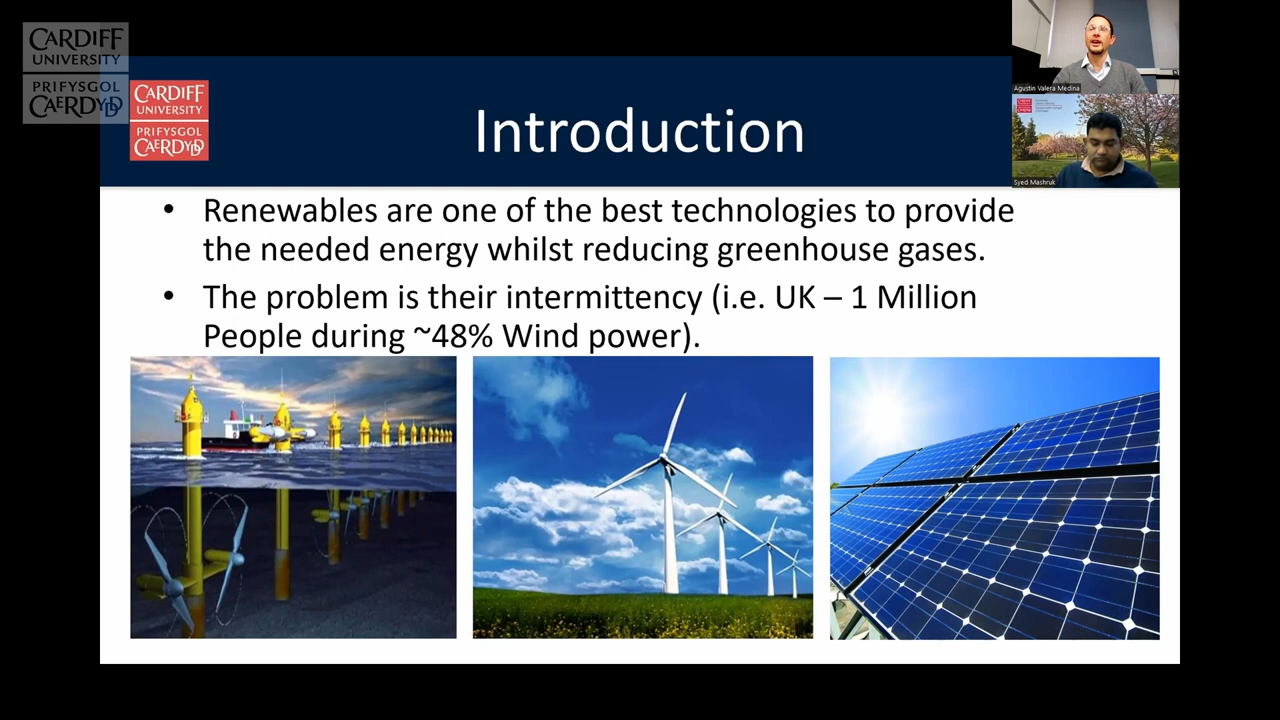 CARDIFF
UNIVERSITY
PRIFYSGOL
CAERDYDD
CARDIFF
UNIVERSITY
PRIFYSGOL
CAERDYDD
Introduction
Agustin Valera Medina
Syed Mashruk
• Renewables are one of the best technologies to provide
the needed energy whilst reducing greenhouse gases.
• The problem is their intermittency (i.e. UK – 1 Million
People during ~48% Wind power).